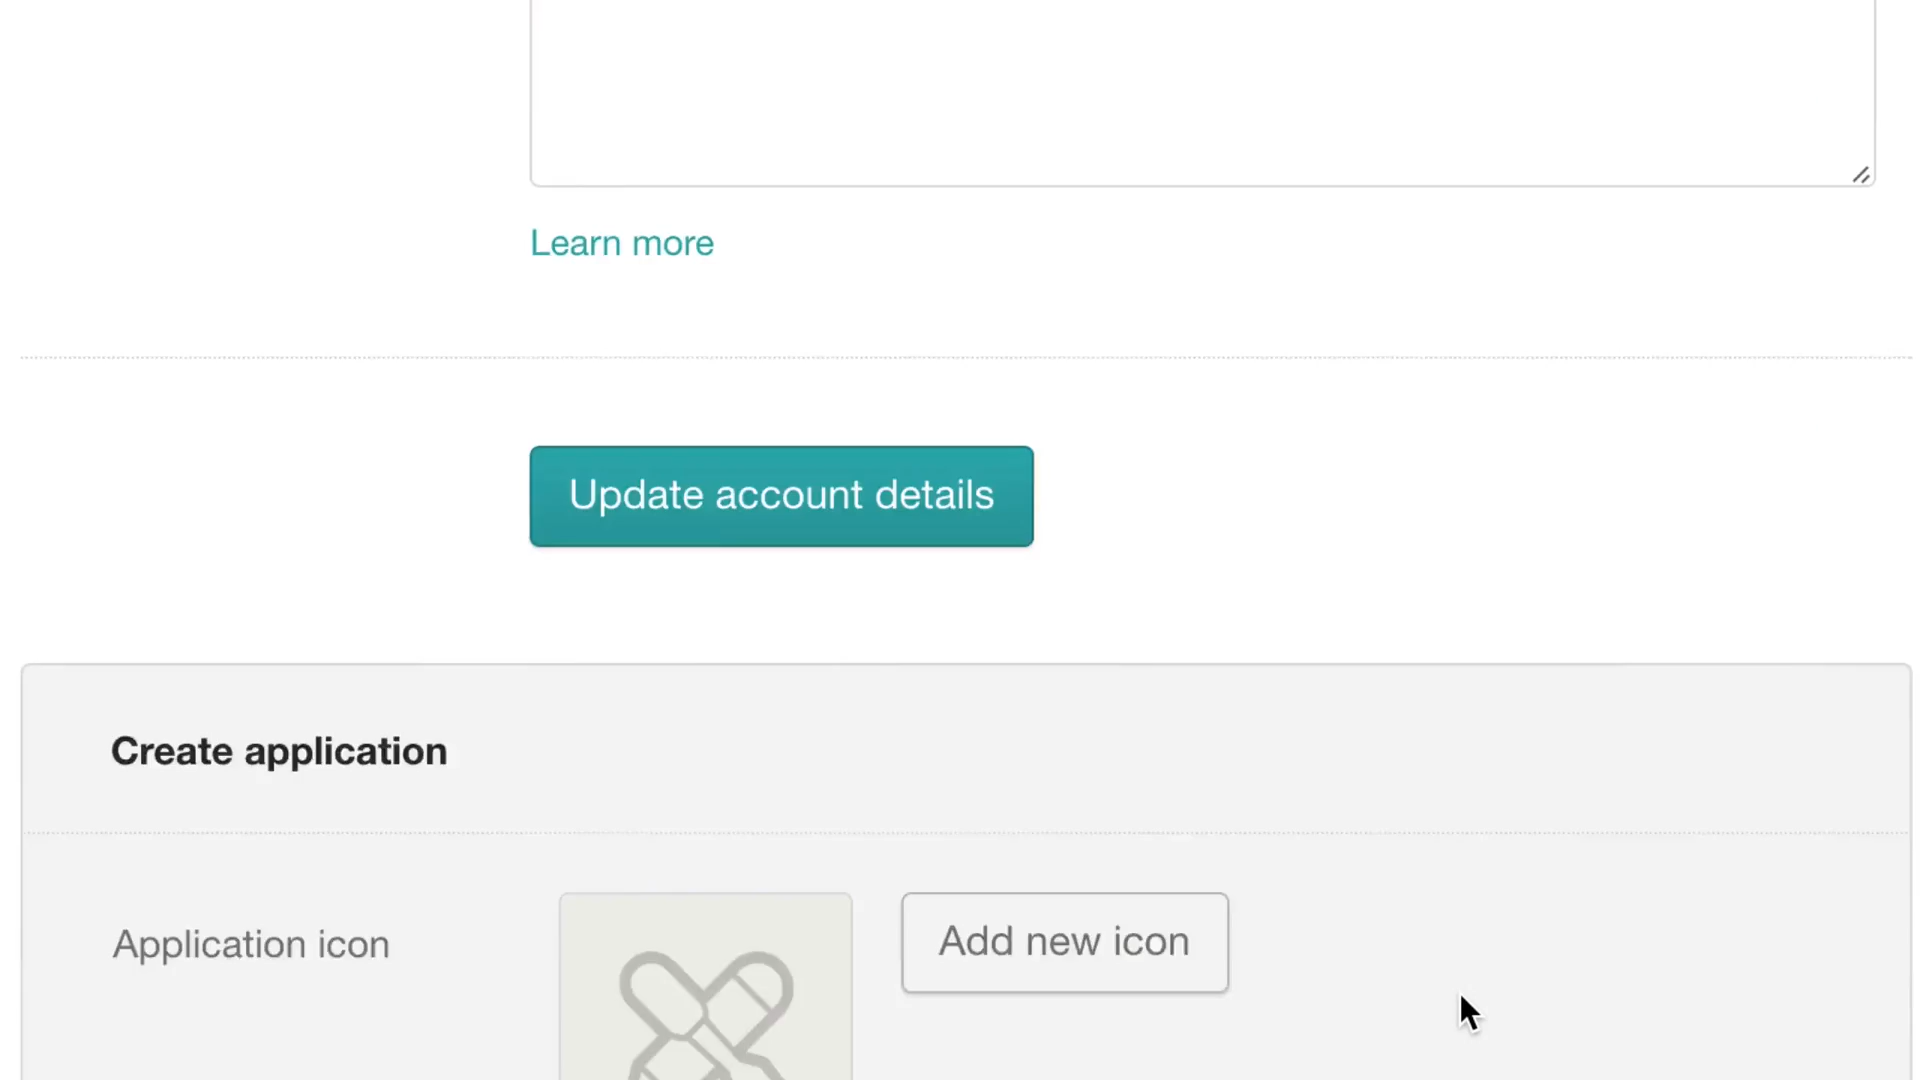 Learn more
Update account details
Create application
Application icon
Add new icon